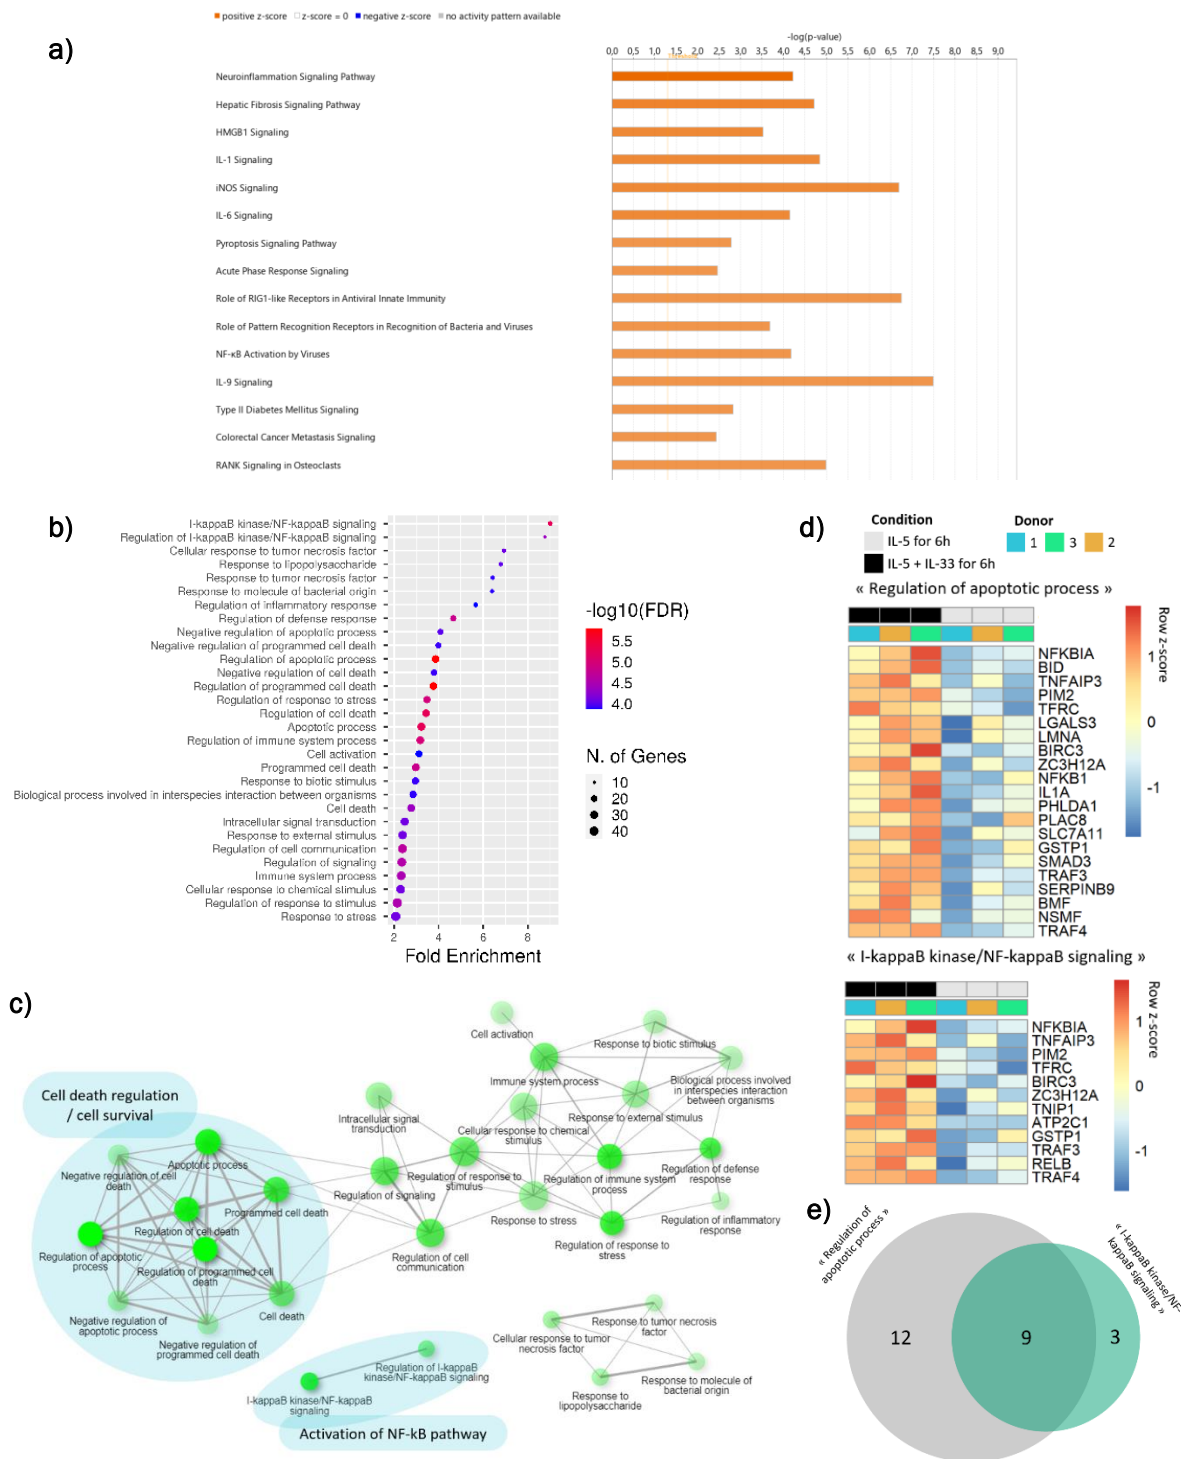 positive z-score z-score = 0 negative z-score no activity pattern available
a)
-log(p-value)
0,0 0,5 1,0 1,5 2,0 2,5 3,0 3,5 4,0 4,5 5,0 5,5 6,0 6,5 7,0 7,5 8,0 8,5 9,0
Neuroinflammation Signaling Pathway
Hepatic Fibrosis Signaling Pathway
HMGB1 Signaling
IL-1 Signaling
iNOS Signaling
IL-6 Signaling
Pyroptosis Signaling Pathway
Acute Phase Response Signaling
Role of RIG1-like Receptors in Antiviral Innate Immunity
Role of Pattern Recognition Receptors in Recognition of Bacteria and Viruses
NF-κB Activation by Viruses
IL-9 Signaling
Type II Diabetes Mellitus Signaling
Colorectal Cancer Metastasis Signaling
RANK Signaling in Osteoclasts
b)
I-kappaB kinase/NF-kappaB signaling
Regulation of I-kappaB kinase/NF-kappaB signaling
Cellular response to tumor necrosis factor
Response to lipopolysaccharide
Response to tumor necrosis factor
Response to molecule of bacterial origin
Regulation of inflammatory response
Regulation of defense response
Negative regulation of apoptotic process
Negative regulation of programmed cell death
Regulation of apoptotic process
Negative regulation of cell death
Regulation of programmed cell death
Regulation of response to stress
Regulation of cell death
Apoptotic process
Regulation of immune system process
Cell activation
Programmed cell death
Response to biotic stimulus
Biological process involved in interspecies interaction between organisms
Cell death
Intracellular signal transduction
Response to external stimulus
Regulation of cell communication
Regulation of signaling
Immune system process
Cellular response to chemical stimulus
Regulation of response to stimulus
Response to stress
2 4 6 8
Fold Enrichment
-log10(FDR)
5.5
5.0
4.5
4.0
N. of Genes
10
20
30
40
c)
Cell death regulation
/ cell survival
Negative regulation of cell
death
Apoptotic process
Programmed cell death
Regulation of cell death
Regulation of apoptotic
process
Regulation of programmed cell
death
Negative regulation of
apoptotic process
Negative regulation of
programmed cell death
Cell death
Intracellular signal
transduction
Regulation of signaling
Regulation of cell
communication
Cell activation
Immune system process
Response to biotic stimulus
Biological process involved
in interspecies interaction
between organisms
Response to external stimulus
Cellular response to chemical
stimulus
Regulation of response to
stimulus
Regulation of immune system
process
Regulation of defense
response
Response to stress
Regulation of inflammatory
response
Regulation of response to
stress
Response to tumor necrosis
factor
Cellular response to tumor
necrosis factor
Response to molecule of
bacterial origin
Response to
lipopolysaccharide
Regulation of I-kappaB
kinase/NF-kappaB signaling
I-kappaB kinase/NF-kappaB
signaling
Activation of NF-kB pathway
d)
Condition
IL-5 for 6h
IL-5 + IL-33 for 6h
Donor
1 3 2
« Regulation of apoptotic process »
NFKBIA
BID
TNFAIP3
PIM2
TFRC
LGALS3
LMNA
BIRC3
ZC3H12A
NFKB1
IL1A
PHLDA1
PLAC8
SLC7A11
GSTP1
SMAD3
TRAF3
SERPINB9
BMF
NSMF
TRAF4
Row z-score
1
0
-1
« I-kappaB kinase/NF-kappaB signaling »
NFKBIA
TNFAIP3
PIM2
TFRC
BIRC3
ZC3H12A
TNIP1
ATP2C1
GSTP1
TRAF3
RELB
TRAF4
Row z-score
1
0
-1
e)
« Regulation of
apoptotic process »
« I-kappaB kinase/NF-
kappaB signaling »
12 9 3